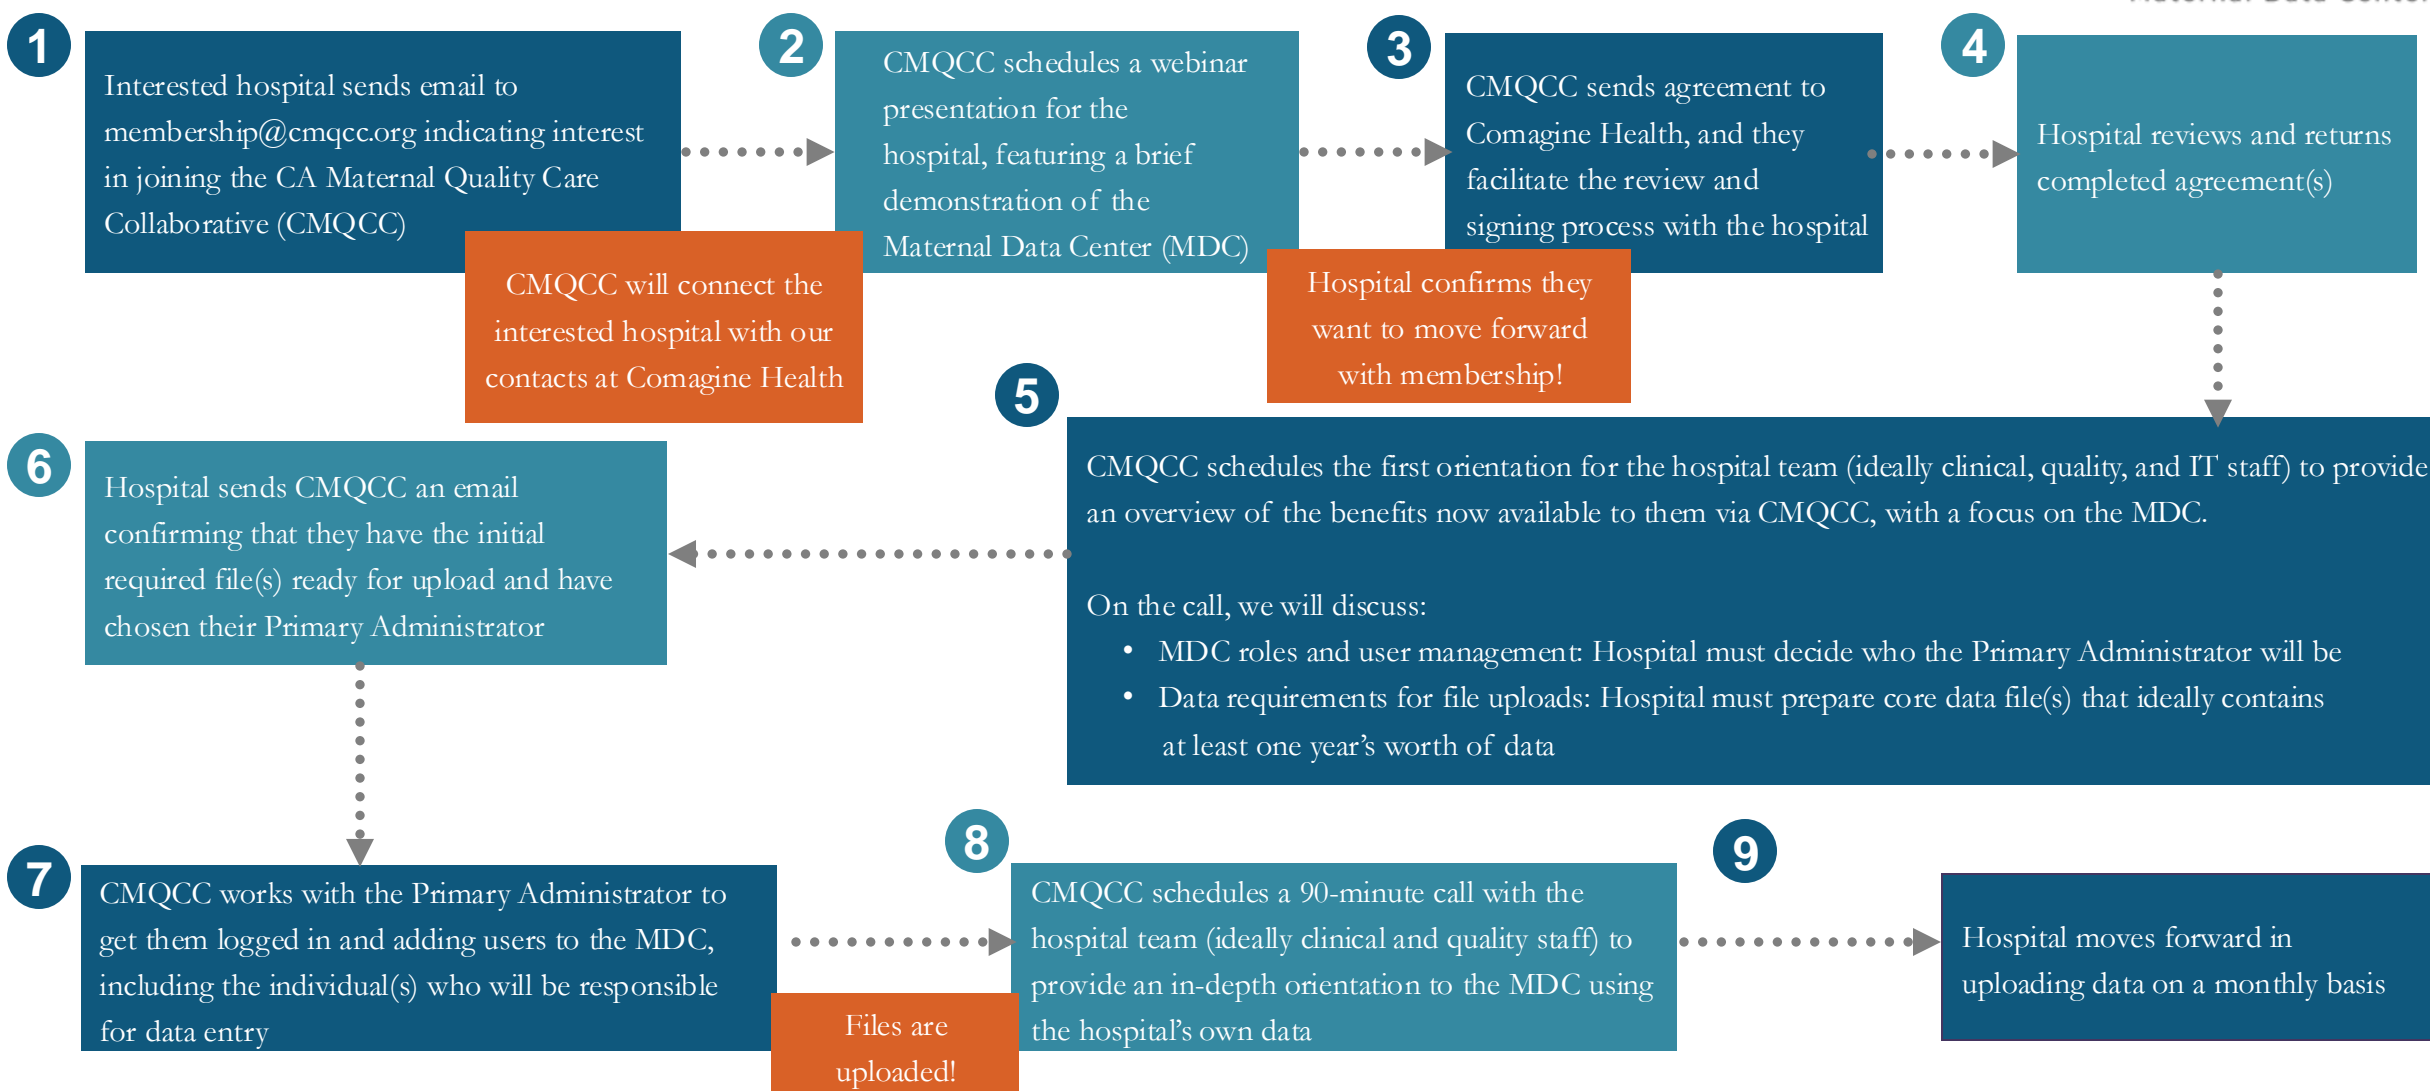 Maternal Data Center
1
Interested hospital sends email to
membership@cmqcc.org indicating interest
in joining the CA Maternal Quality Care
Collaborative (CMQCC)
CMQCC will connect the
interested hospital with our
contacts at Comagine Health
2
CMQCC schedules a webinar
presentation for the
hospital, featuring a brief
demonstration of the
Maternal Data Center (MDC)
Hospital confirms they
want to move forward
with membership!
3
CMQCC sends agreement to
Comagine Health, and they
facilitate the review and
signing process with the hospital
4
Hospital reviews and returns
completed agreement(s)
5
CMQCC schedules the first orientation for the hospital team (ideally clinical, quality, and IT staff) to provide
an overview of the benefits now available to them via CMQCC, with a focus on the MDC.
On the call, we will discuss:
• MDC roles and user management: Hospital must decide who the Primary Administrator will be
• Data requirements for file uploads: Hospital must prepare core data file(s) that ideally contains
at least one year’s worth of data
6
Hospital sends CMQCC an email
confirming that they have the initial
required file(s) ready for upload and have
chosen their Primary Administrator
7
CMQCC works with the Primary Administrator to
get them logged in and adding users to the MDC,
including the individual(s) who will be responsible
for data entry
Files are
uploaded!
8
CMQCC schedules a 90-minute call with the
hospital team (ideally clinical and quality staff) to
provide an in-depth orientation to the MDC using
the hospital’s own data
9
Hospital moves forward in
uploading data on a monthly basis